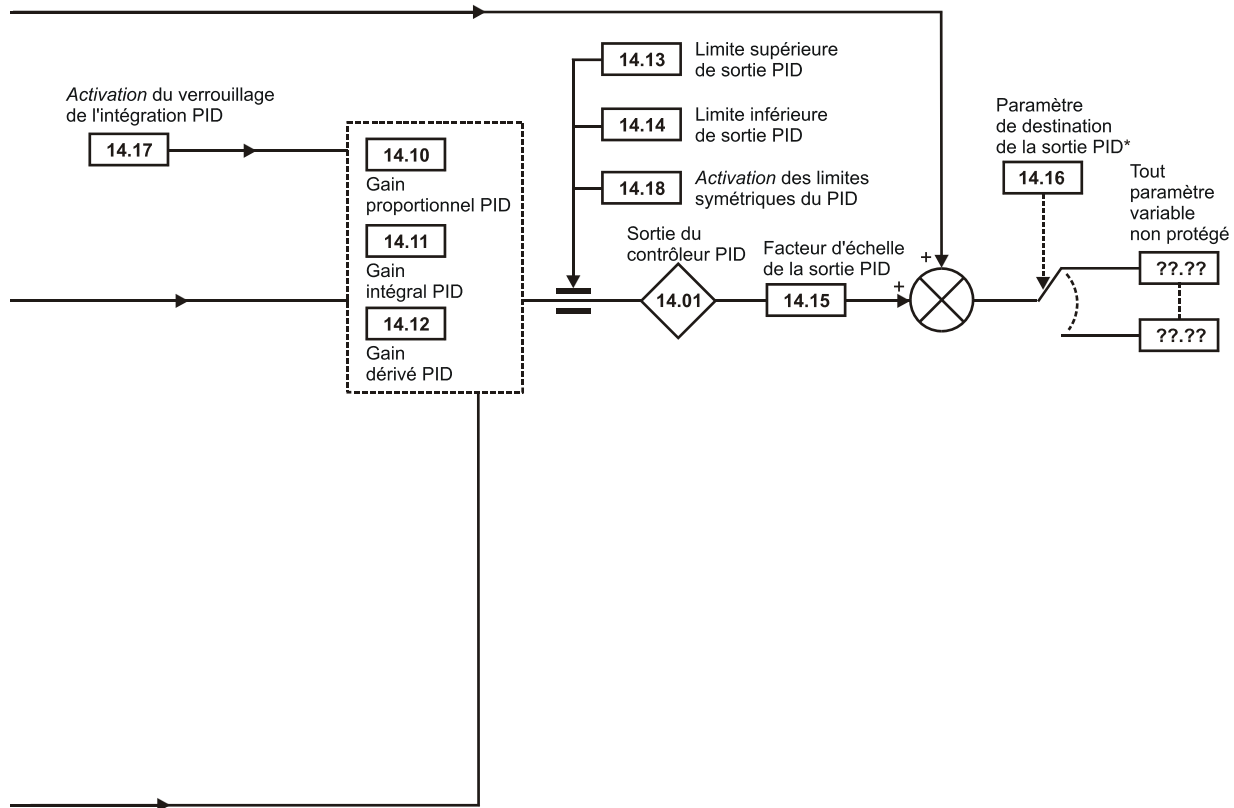 Activation du verrouillage
de l'intégration PID
14.17
14.10
Gain
proportionnel PID
14.11
Gain
intégral PID
14.12
Gain
dérivé PID
14.13
Limite supérieure
de sortie PID
14.14
Limite inférieure
de sortie PID
14.18
Activation des limites
symétriques du PID
Sortie du
contrôleur PID
14.01
Facteur d'échelle
de la sortie PID
14.15
+
+
Paramètre
de destination
de la sortie PID*
14.16
Tout
paramètre
variable
non protégé
??.??
??.??